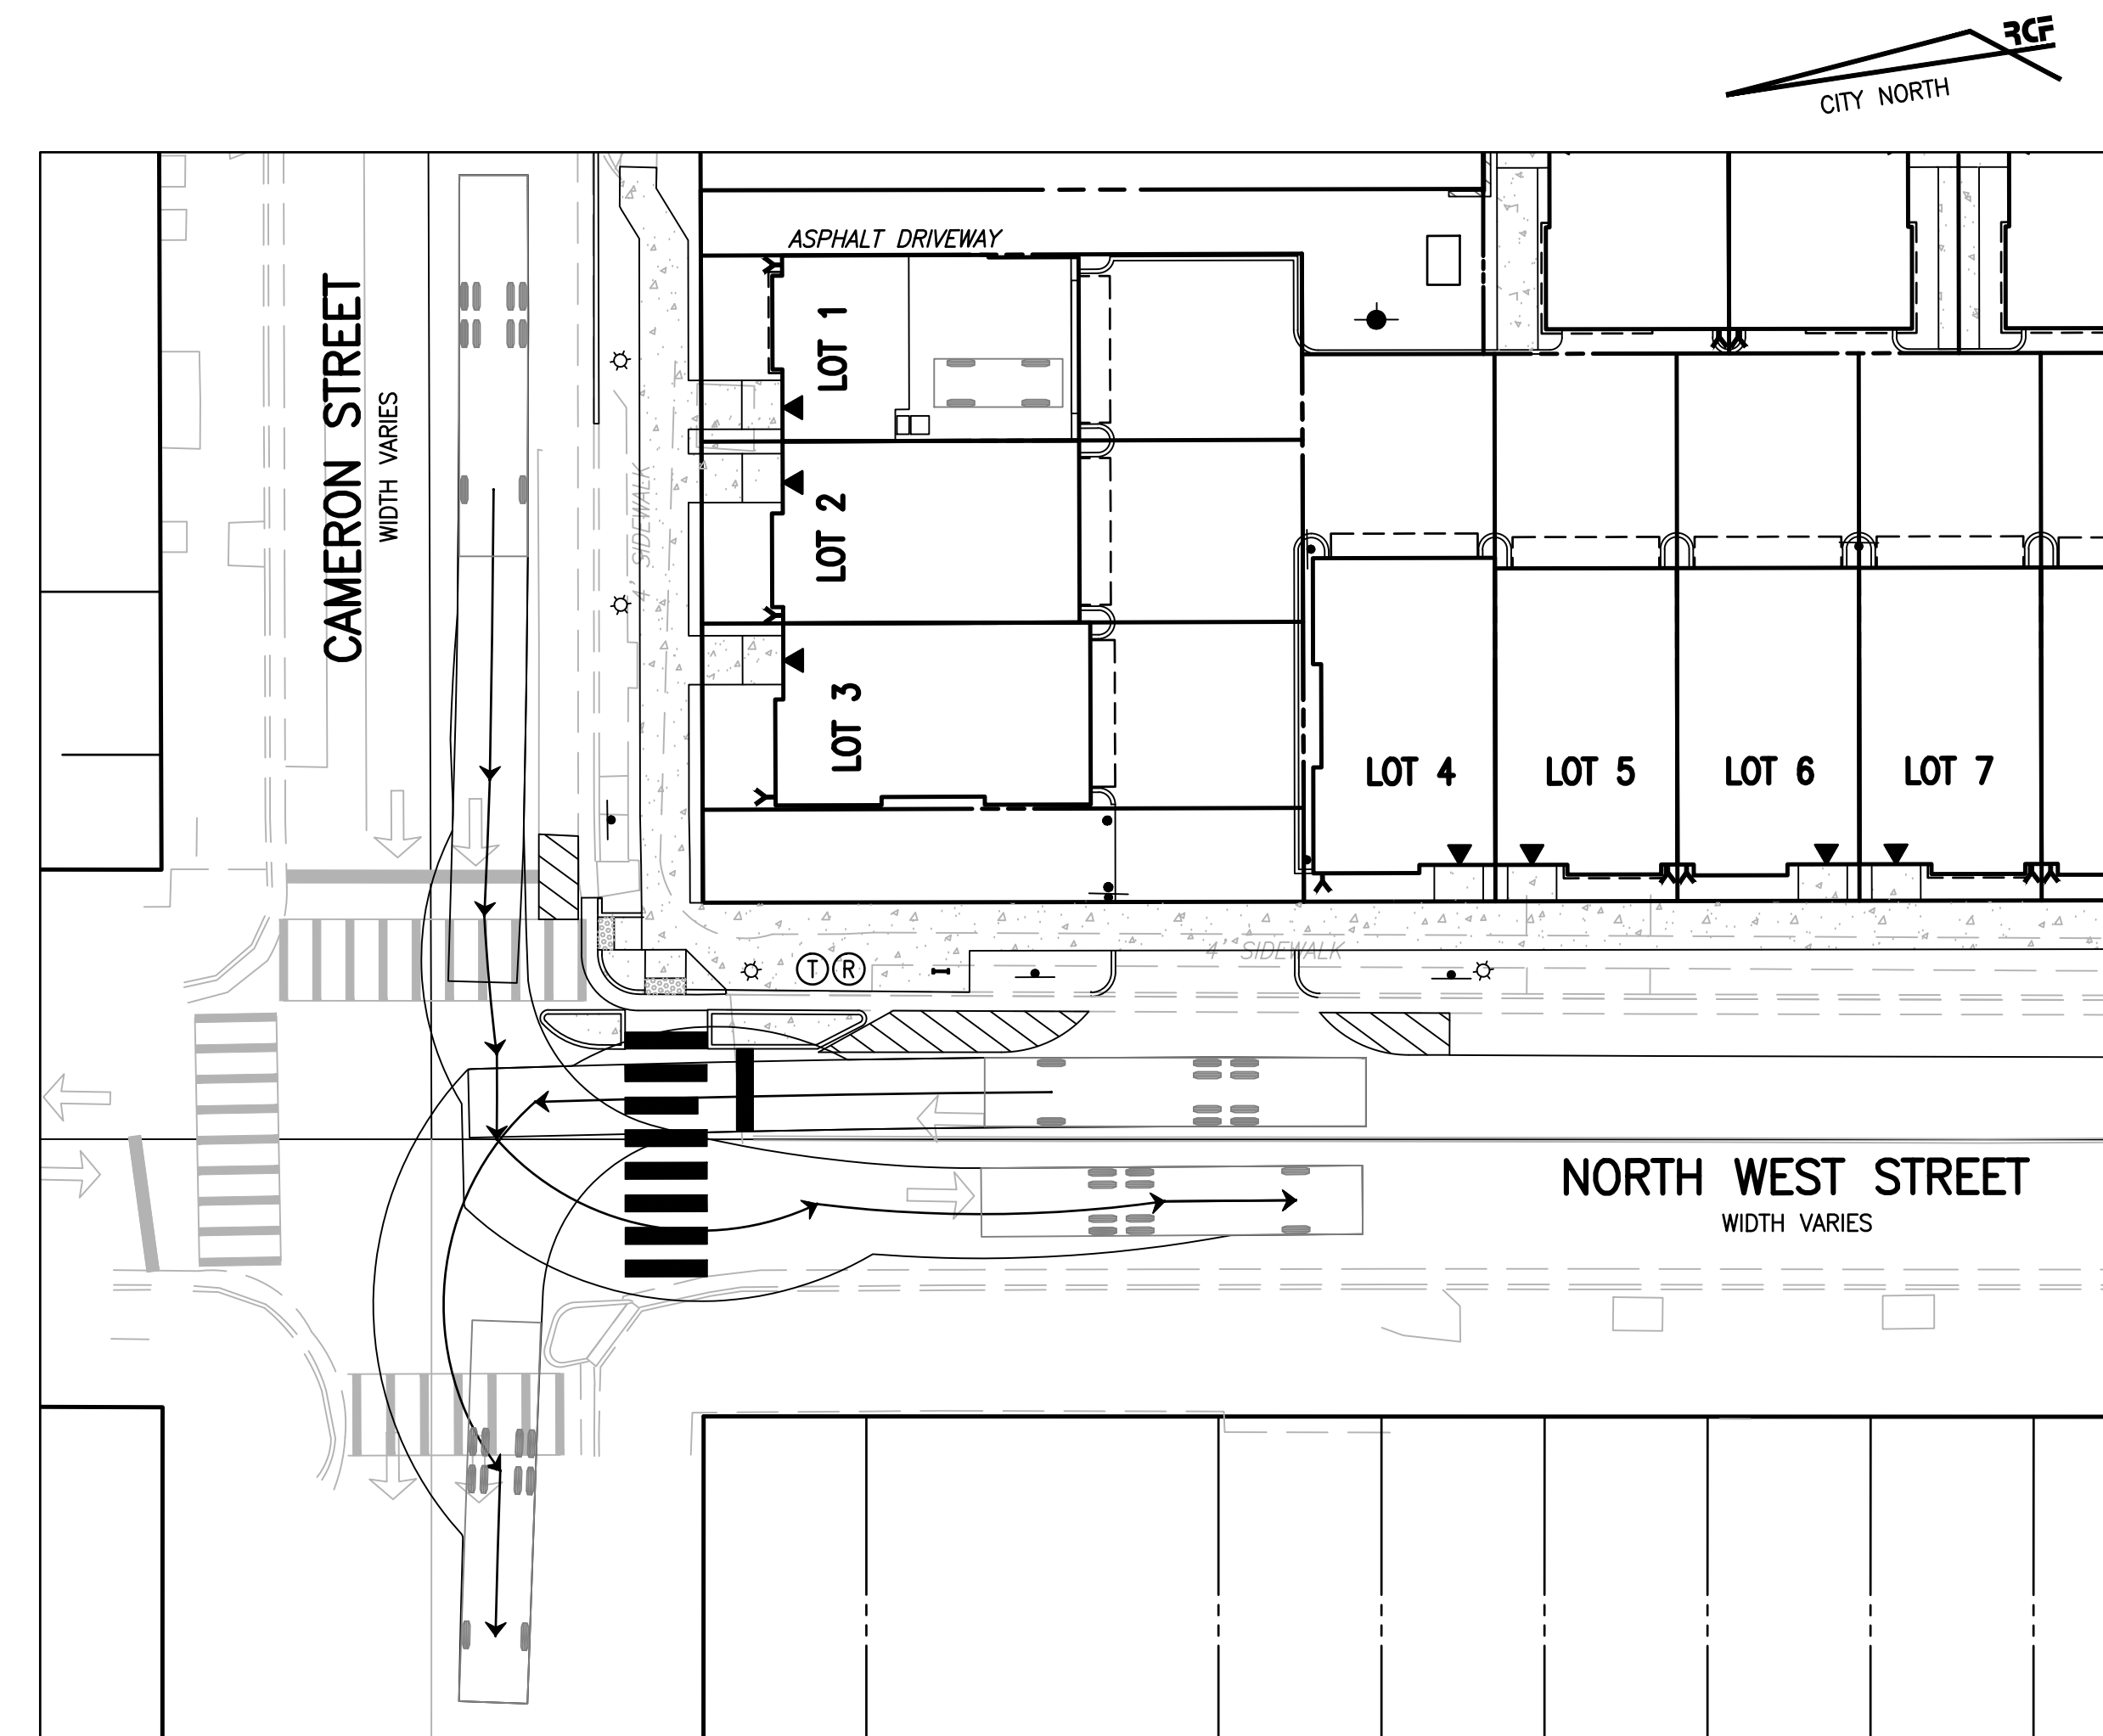 RCF
CITY NORTH
ASPHALT DRIVEWAY
CAMERON STREET
WIDTH VARIES
LOT 1
LOT 2
LOT 3
4' SIDEWALK
LOT 4
LOT 5
LOT 6
LOT 7
4' SIDEWALK
T
R
NORTH WEST STREET
WIDTH VARIES